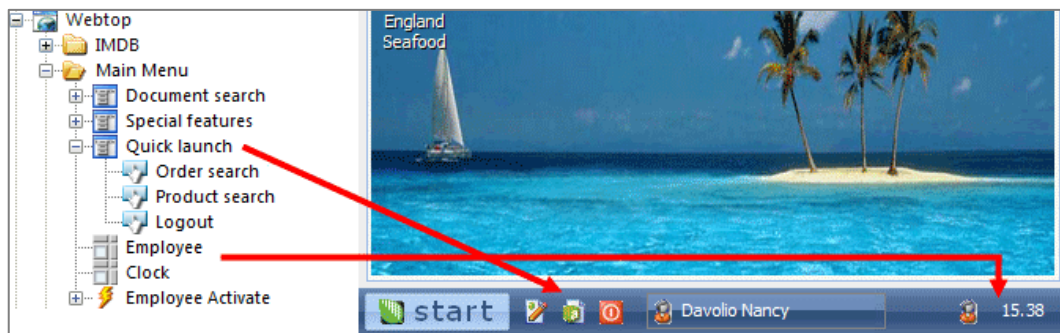 Webtop
IMDB
Main Menu
Document search
Special features
Quick launch
Order search
Product search
Logout
Employee
Clock
Employee Activate
England
Seafood
start
Davolio Nancy
15.38